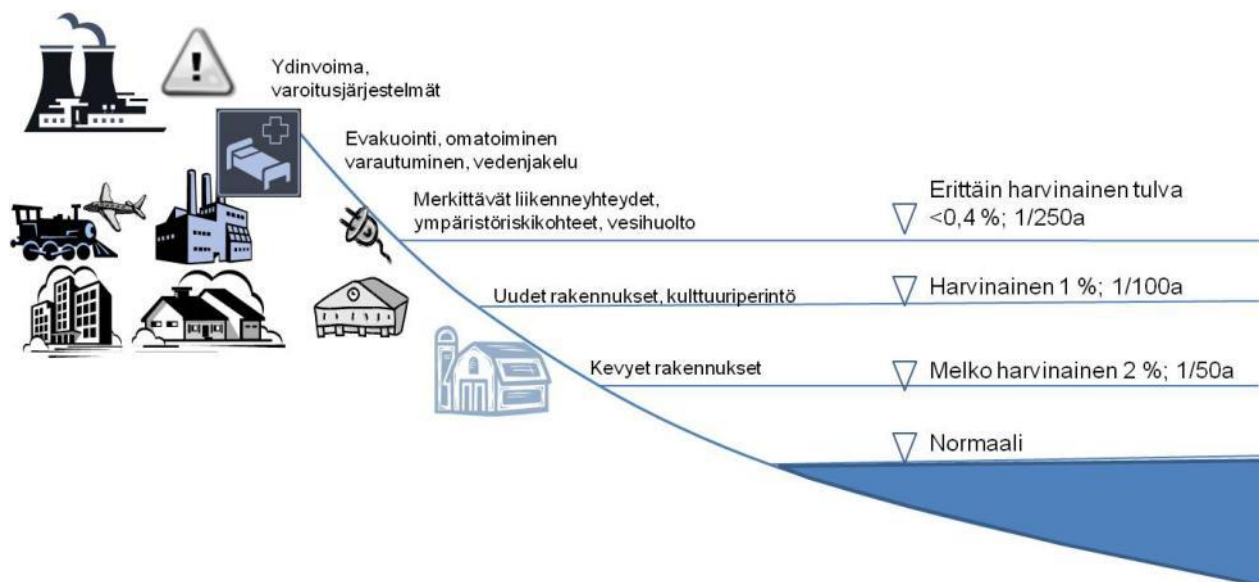 !
Ydinvoima,
varoitusjärjestelmät
Evakuointi, omatoiminen
varautuminen, vedenjakelu
Merkittävät liikenneyhteydet,
ympäristöriskikohteet, vesihuolto
Erittäin harvinainen tulva
<0,4 %; 1/250a
Uudet rakennukset, kulttuuriperintö
Harvinainen 1 %; 1/100a
Kevyet rakennukset
Melko harvinainen 2 %; 1/50a
Normaali